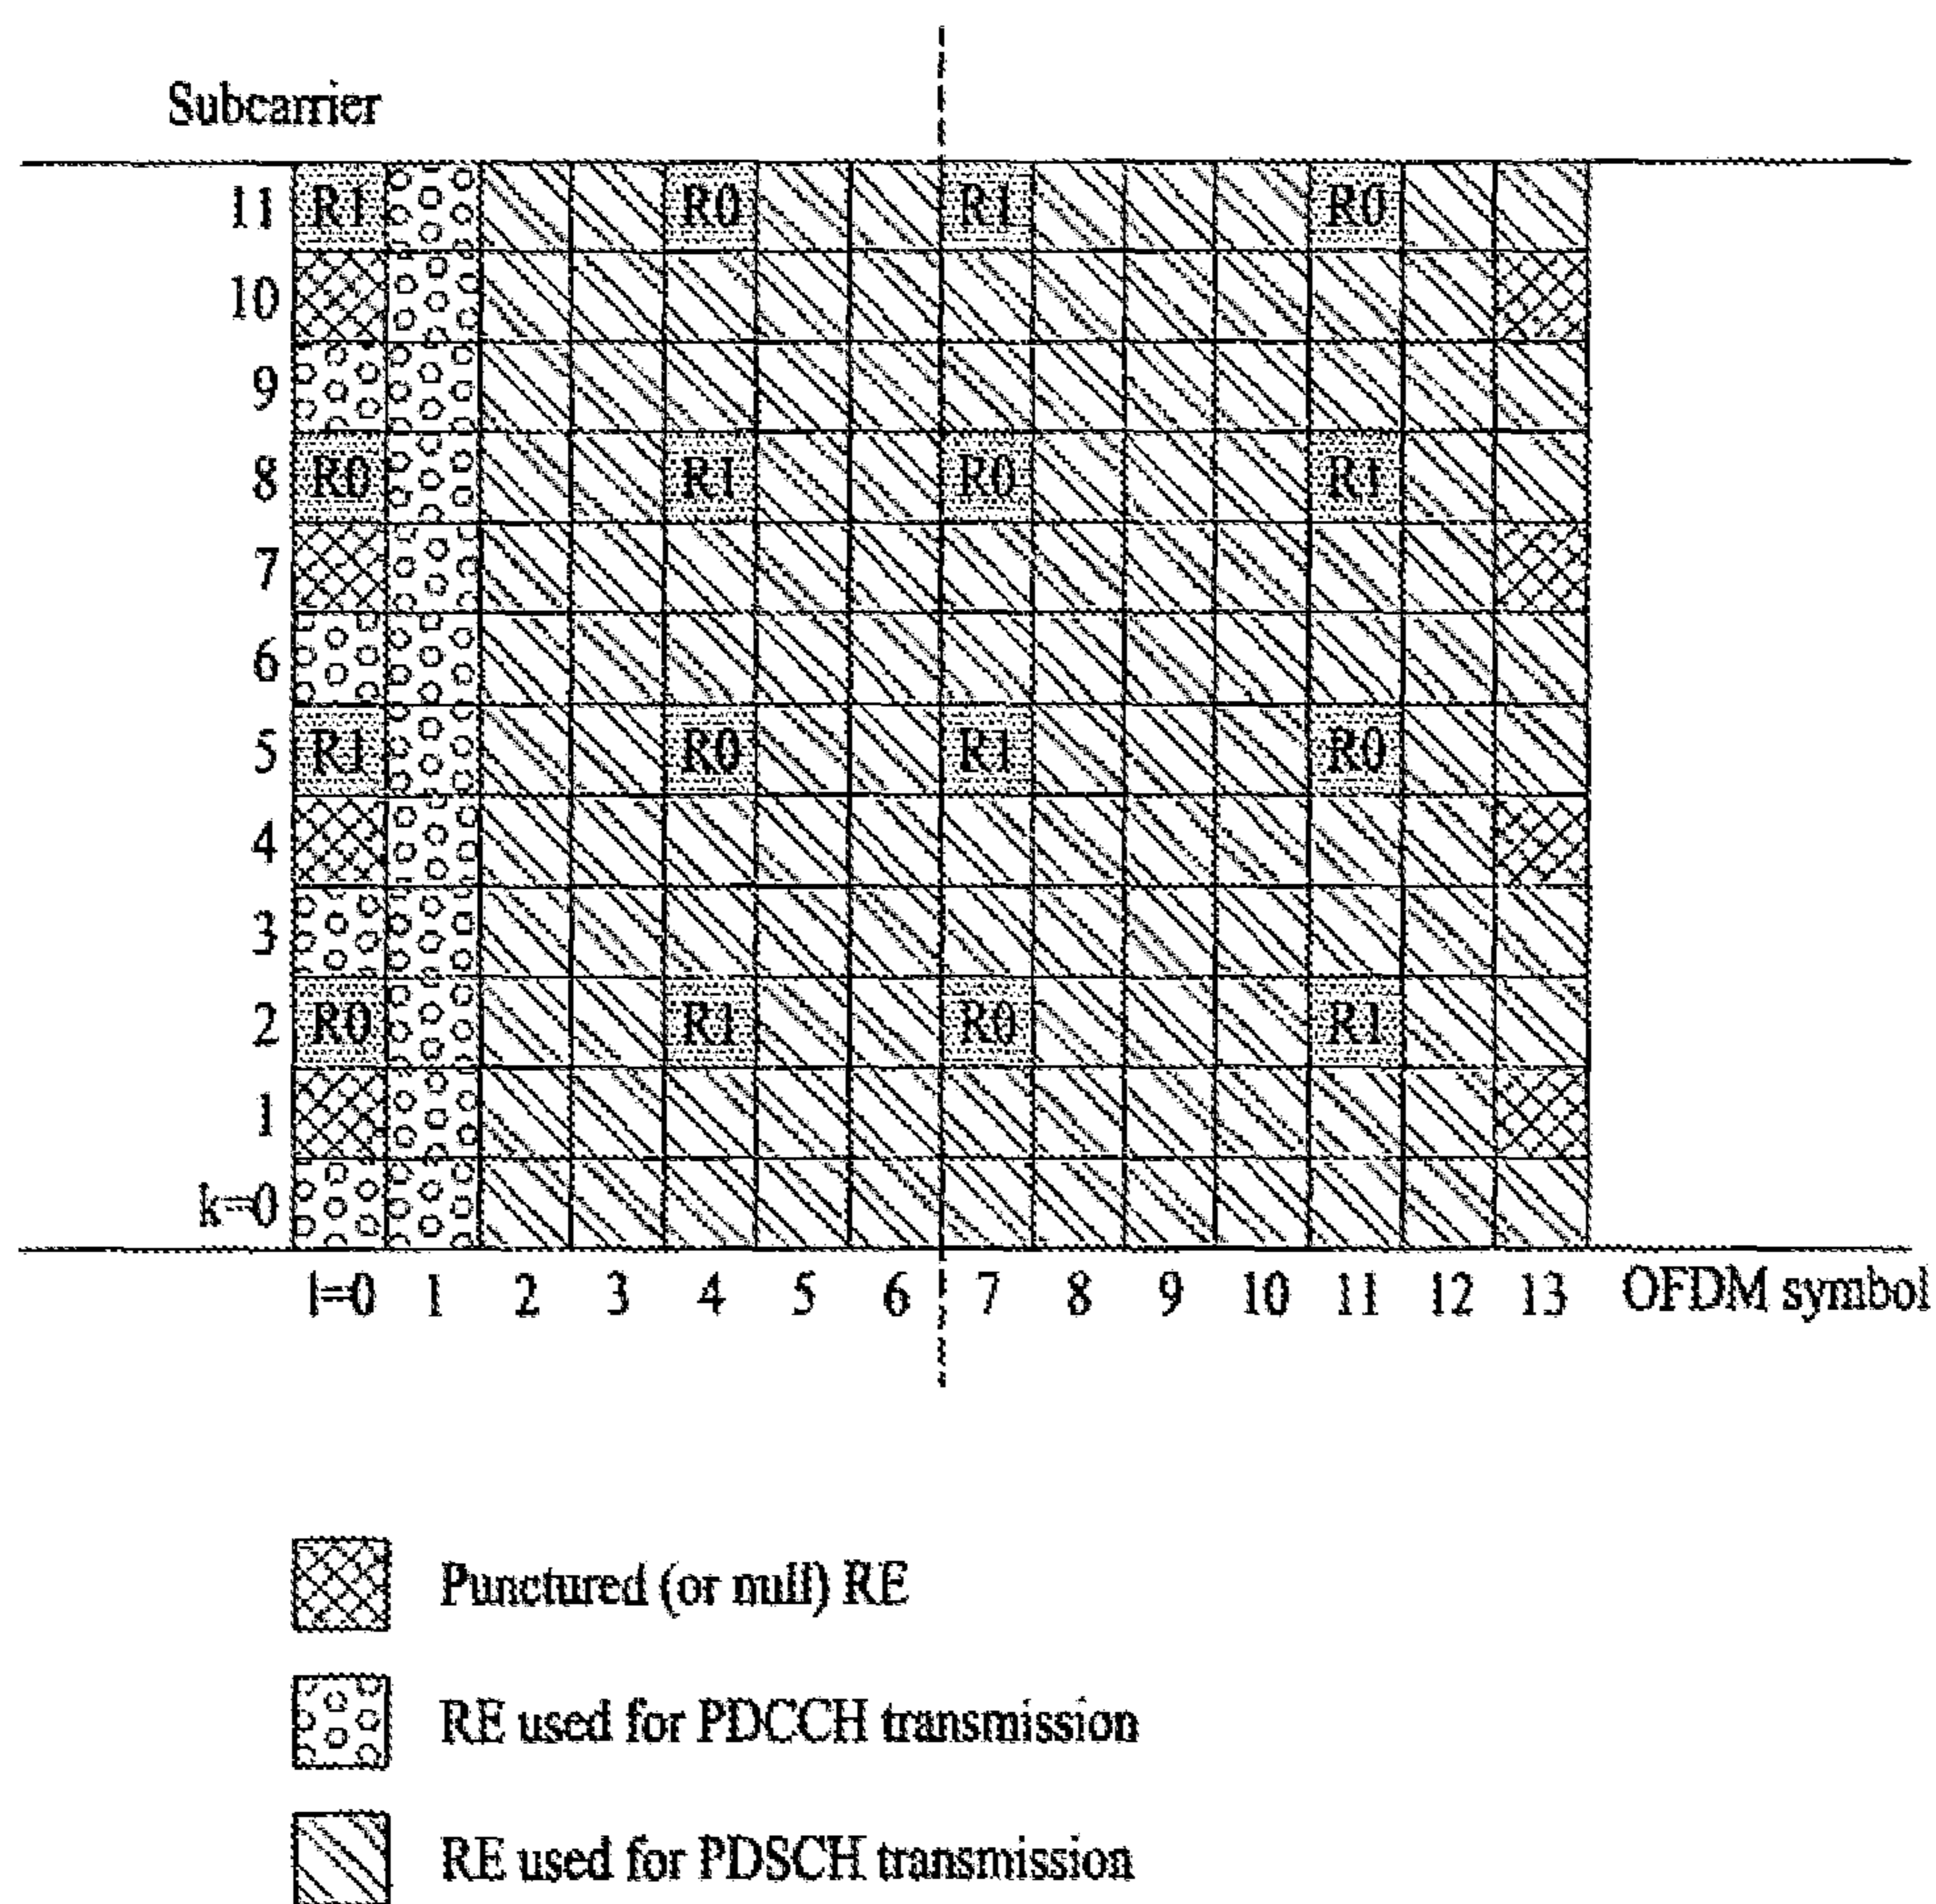 Subcarrier
11 R1 R0 R1 R0
10
9
8 R0 R1 R0 R1
7
6
5 R1 R0 R1 R0
4
3
2 R0 R1 R0 R1
1
k=0
l=0 1 2 3 4 5 6 7 8 9 10 11 12 13 OFDM symbol
Punctured (or null) RE
RE used for PDCCH transmission
RE used for PDSCH transmission